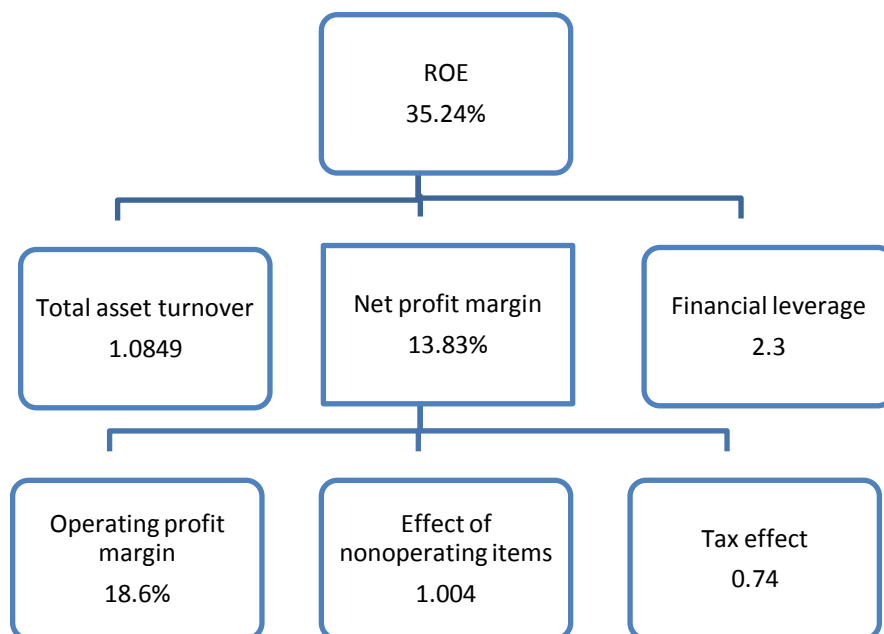 ROE
35.24%
Total asset turnover
1.0849
Net profit margin
13.83%
Financial leverage
2.3
Operating profit
margin
18.6%
Effect of
nonoperating items
1.004
Tax effect
0.74